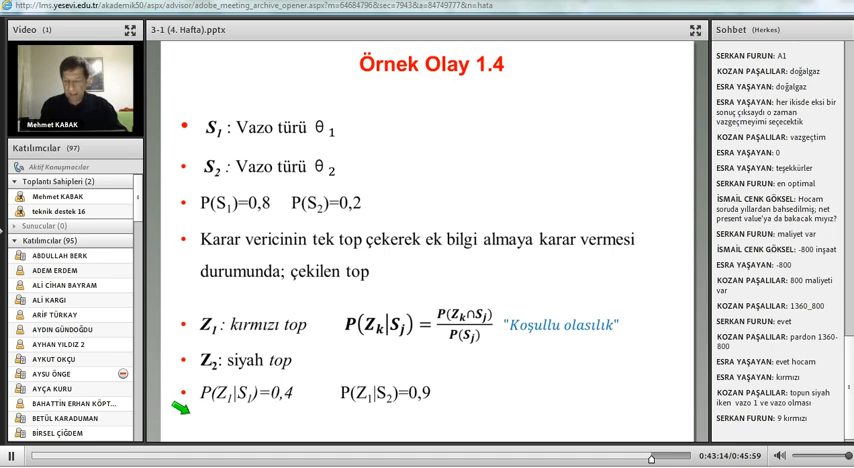 http://lms.yesevi.edu.tr/akademik50/aspx/advisor/adobe_meeting_archive_opener.aspx?m=64684796&sec=7943&a=84749777&n=hata
Video (1)
Mehmet KABAK
Katılımcılar (97)
Aktif Konuşmacılar
Toplantı Sahipleri (2)
Mehmet KABAK
teknik destek 16
Sunucular (0)
Katılımcılar (95)
ABDULLAH BERK
ADEM ERDEM
ALİ CİHAN BAYRAM
ALİ KARGI
ARİF TÜRKAY
AYDIN GÜNDOĞDU
AYHAN YILDIZ 2
AYKUT OKÇU
AYSU ÖNGE
AYÇA KURU
BAHATTİN ERHAN KÖPT...
BETÜL KARADUMAN
BİRSEL ÇİĞDEM
3-1 (4. Hafta).pptx
Örnek Olay 1.4
• S1 : Vazo türü θ1
• S2 : Vazo türü θ2
• P(S1)=0,8 P(S2)=0,2
• Karar vericinin tek top çekerek ek bilgi almaya karar vermesi
durumunda; çekilen top
• Z1 : kırmızı top P(Zk|Sj) = P(Zk∩Sj) / P(Sj) "Koşullu olasılık"
• Z2: siyah top
• P(Z1|S1)=0,4 P(Z1|S2)=0,9
Sohbet (Herkes)
SERKAN FURUN: A1
KOZAN PAŞALILAR: doğalgaz
ESRA YAŞAYAN: doğalgaz
ESRA YAŞAYAN: her ikisde eksi bir
sonuç çıksaydı o zaman
vazgeçmeyimi seçecektik
KOZAN PAŞALILAR: vazgeçtim
ESRA YAŞAYAN: 0
ESRA YAŞAYAN: teşekkürler
SERKAN FURUN: en optimal
İSMAİL CENK GÖKSEL: Hocam
soruda yıllardan bahsedilmiş; net
present value'ya da bakacak mıyız?
SERKAN FURUN: maliyet var
İSMAİL CENK GÖKSEL: -800 inşaat
ESRA YAŞAYAN: -800
KOZAN PAŞALILAR: 800 maliyeti
var
KOZAN PAŞALILAR: 1360_800
SERKAN FURUN: evet
KOZAN PAŞALILAR: pardon 1360-
800
ESRA YAŞAYAN: evet hocam
ESRA YAŞAYAN: kırmızı
KOZAN PAŞALILAR: topun siyah
iken vazo 1 ve vazo olması
SERKAN FURUN: 9 kırmızı
0:43:14/0:45:59